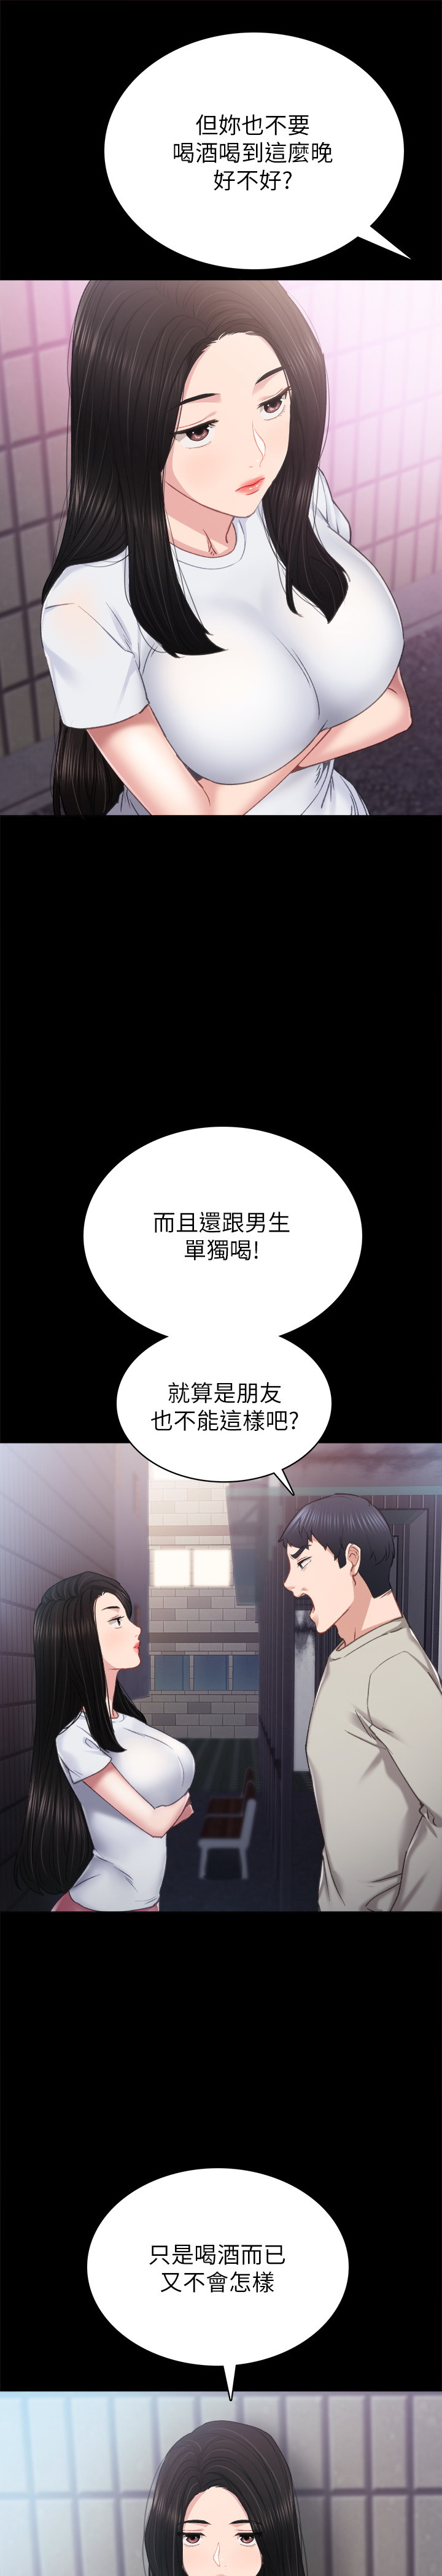 但妳也不要
喝酒喝到這麼晚
好不好?
而且還跟男生
單獨喝!
就算是朋友
也不能這樣吧?
只是喝酒而已
又不會怎樣